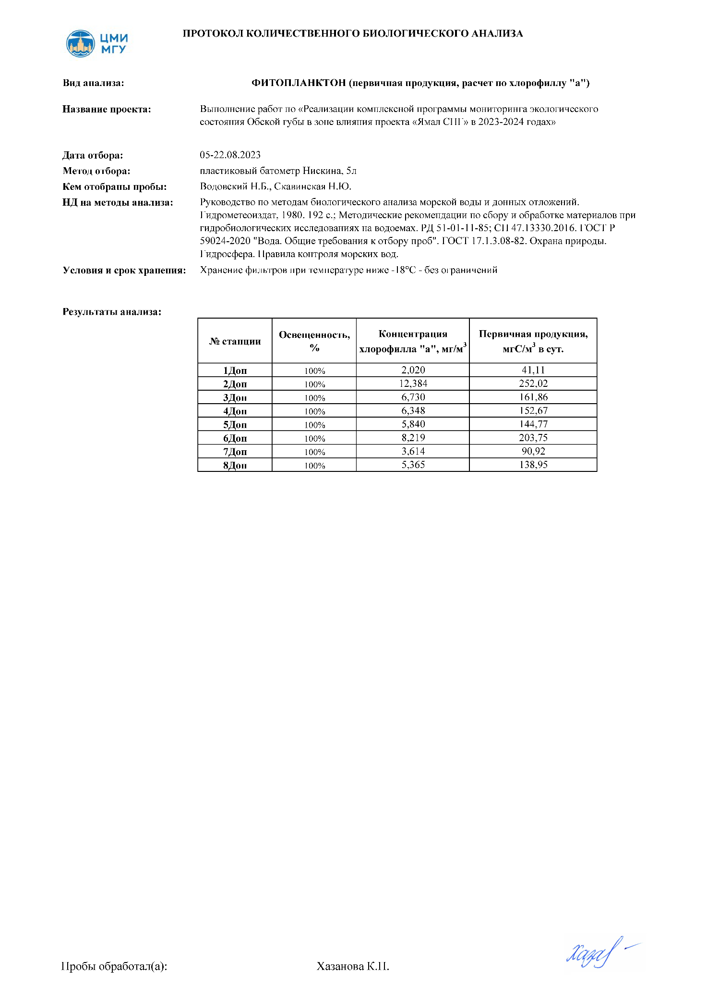 ЦМИ
МГУ
ПРОТОКОЛ КОЛИЧЕСТВЕННОГО БИОЛОГИЧЕСКОГО АНАЛИЗА
Вид анализа: ФИТОПЛАНКТОН (первичная продукция, расчет по хлорофиллу "а")
Название проекта: Выполнение работ по «Реализации комплексной программы мониторинга экологического
состояния Обской губы в зоне влияния проекта «Ямал СПГ» в 2023-2024 годах»
Дата отбора: 05-22.08.2023
Метод отбора: пластиковый батометр Нискина, 5л
Кем отобраны пробы: Водовский Н.Б., Скавинская Н.Ю.
НД на методы анализа: Руководство по методам биологического анализа морской воды и донных отложений.
Гидрометеоиздат, 1980. 192 с.; Методические рекомендации по сбору и обработке материалов при
гидробиологических исследованиях на водоемах. РД 51-01-11-85; СП 47.13330.2016. ГОСТ Р
59024-2020 "Вода. Общие требования к отбору проб". ГОСТ 17.1.3.08-82. Охрана природы.
Гидросфера. Правила контроля морских вод.
Условия и срок хранения: Хранение фильтров при температуре ниже -18°С - без ограничений
Результаты анализа:
№ станции Освещенность, % Концентрация хлорофилла "а", мг/м³ Первичная продукция, мгС/м³ в сут.
1Доп 100% 2,020 41,11
2Доп 100% 12,384 252,02
3Доп 100% 6,730 161,86
4Доп 100% 6,348 152,67
5Доп 100% 5,840 144,77
6Доп 100% 8,219 203,75
7Доп 100% 3,614 90,92
8Доп 100% 5,365 138,95
Пробы обработал(а): Хазанова К.П.